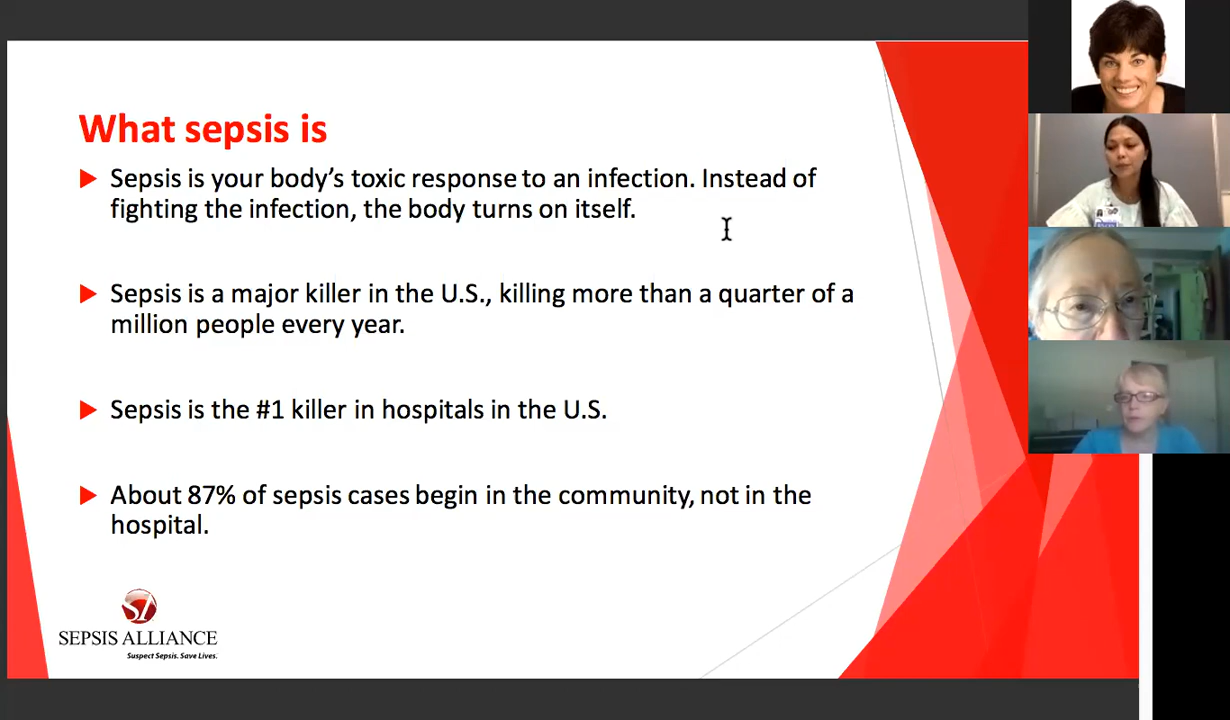 What sepsis is
Sepsis is your body's toxic response to an infection. Instead of
fighting the infection, the body turns on itself.
Sepsis is a major killer in the U.S., killing more than a quarter of a
million people every year.
Sepsis is the #1 killer in hospitals in the U.S.
About 87% of sepsis cases begin in the community, not in the
hospital.
SEPSIS ALLIANCE
Suspect Sepsis. Save Lives.